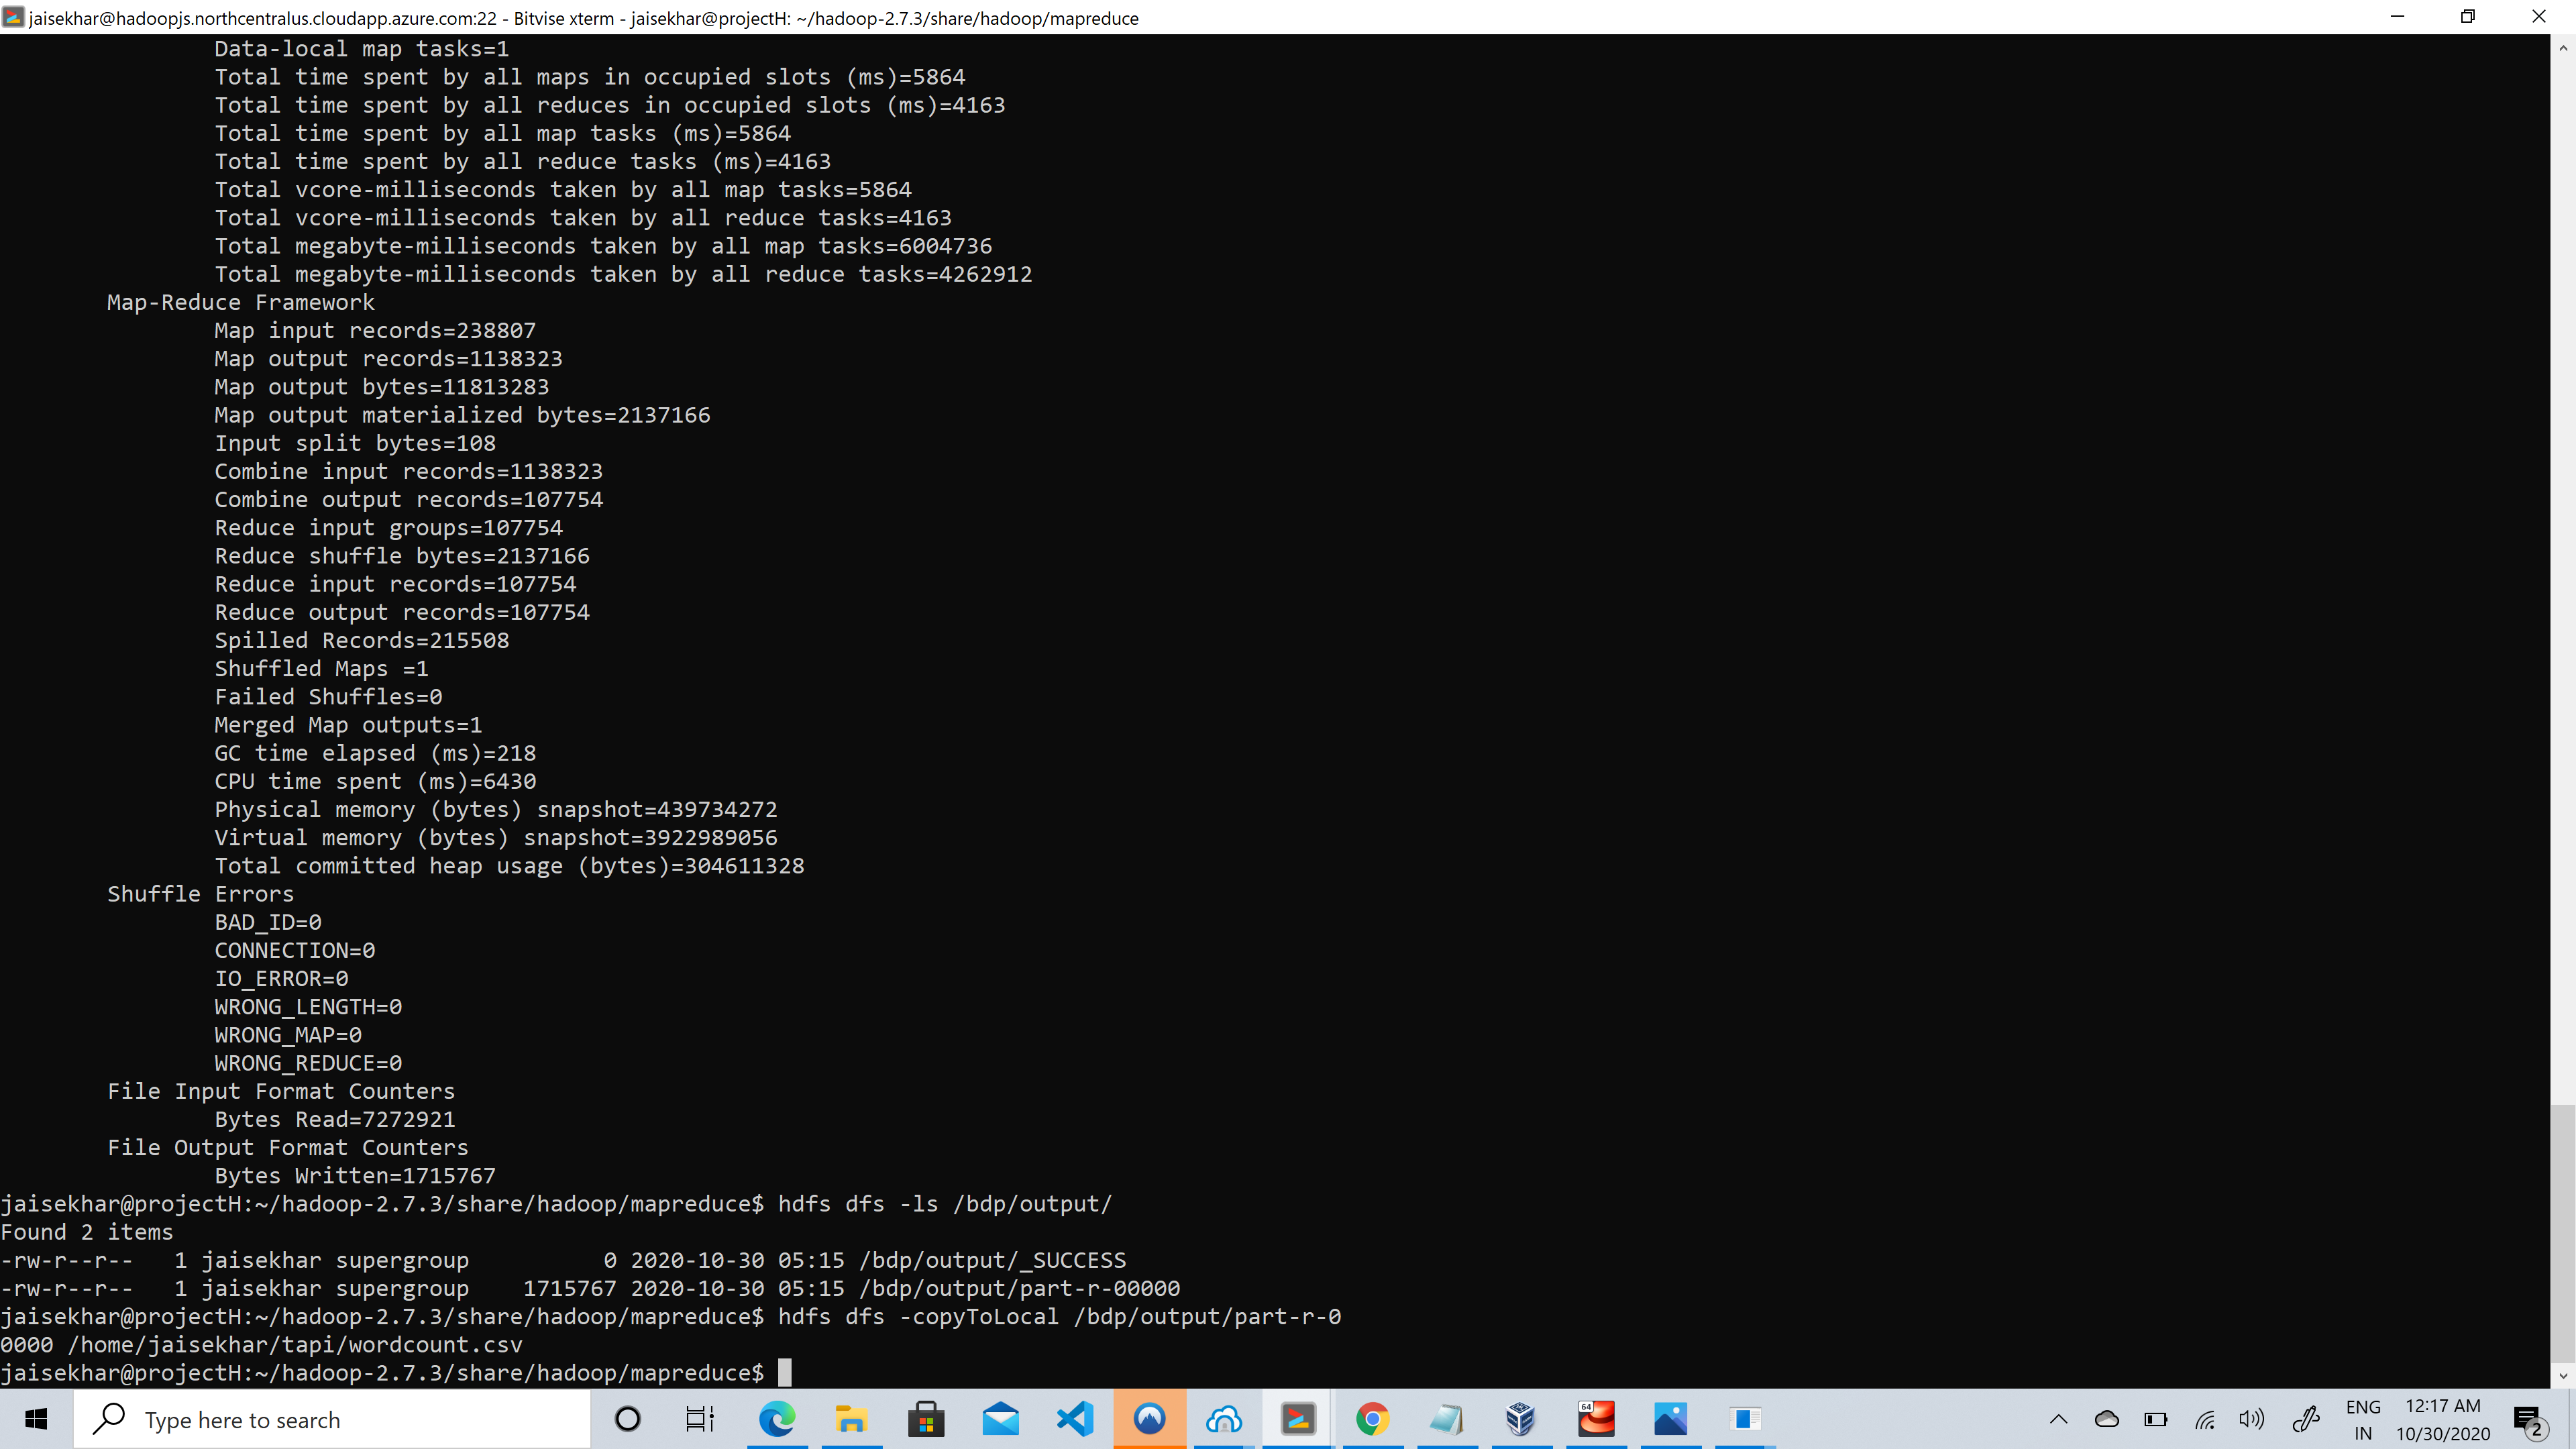 jaisekhar@hadoopjs.northcentralus.cloudapp.azure.com:22 - Bitvise xterm - jaisekhar@projectH: ~/hadoop-2.7.3/share/hadoop/mapreduce
Data-local map tasks=1
Total time spent by all maps in occupied slots (ms)=5864
Total time spent by all reduces in occupied slots (ms)=4163
Total time spent by all map tasks (ms)=5864
Total time spent by all reduce tasks (ms)=4163
Total vcore-milliseconds taken by all map tasks=5864
Total vcore-milliseconds taken by all reduce tasks=4163
Total megabyte-milliseconds taken by all map tasks=6004736
Total megabyte-milliseconds taken by all reduce tasks=4262912
Map-Reduce Framework
Map input records=238807
Map output records=1138323
Map output bytes=11813283
Map output materialized bytes=2137166
Input split bytes=108
Combine input records=1138323
Combine output records=107754
Reduce input groups=107754
Reduce shuffle bytes=2137166
Reduce input records=107754
Reduce output records=107754
Spilled Records=215508
Shuffled Maps =1
Failed Shuffles=0
Merged Map outputs=1
GC time elapsed (ms)=218
CPU time spent (ms)=6430
Physical memory (bytes) snapshot=439734272
Virtual memory (bytes) snapshot=3922989056
Total committed heap usage (bytes)=304611328
Shuffle Errors
BAD_ID=0
CONNECTION=0
IO_ERROR=0
WRONG_LENGTH=0
WRONG_MAP=0
WRONG_REDUCE=0
File Input Format Counters
Bytes Read=7272921
File Output Format Counters
Bytes Written=1715767
jaisekhar@projectH:~/hadoop-2.7.3/share/hadoop/mapreduce$ hdfs dfs -ls /bdp/output/
Found 2 items
-rw-r--r--   1 jaisekhar supergroup          0 2020-10-30 05:15 /bdp/output/_SUCCESS
-rw-r--r--   1 jaisekhar supergroup    1715767 2020-10-30 05:15 /bdp/output/part-r-00000
jaisekhar@projectH:~/hadoop-2.7.3/share/hadoop/mapreduce$ hdfs dfs -copyToLocal /bdp/output/part-r-0
0000 /home/jaisekhar/tapi/wordcount.csv
jaisekhar@projectH:~/hadoop-2.7.3/share/hadoop/mapreduce$
Type here to search
64
ENG
IN
12:17 AM
10/30/2020
2